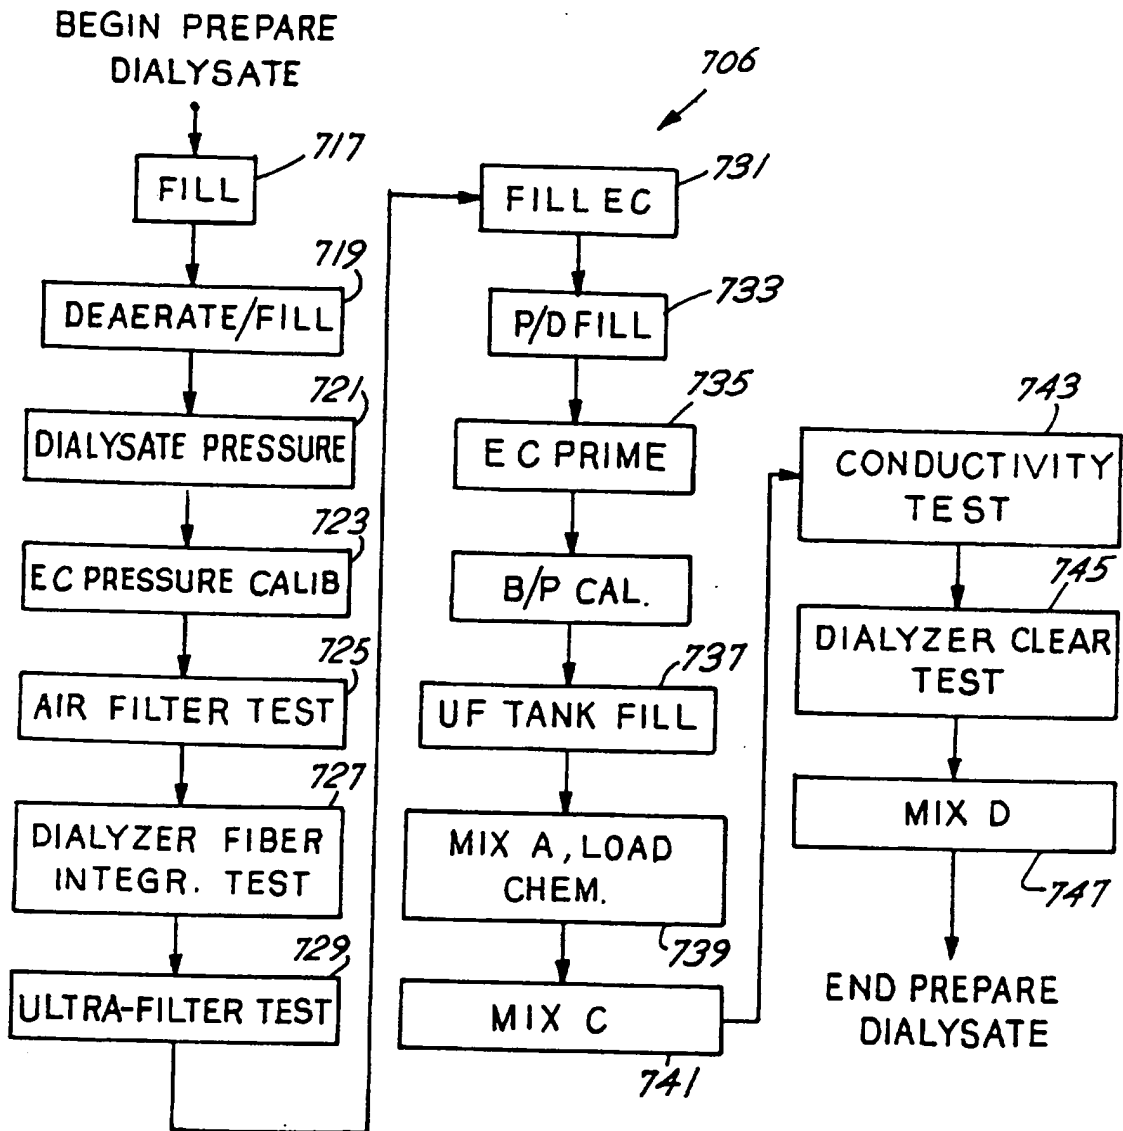 BEGIN PREPARE
DIALYSATE
717
FILL
719
DEAERATE/FILL
721
DIALYSATE PRESSURE
723
EC PRESSURE CALIB
725
AIR FILTER TEST
727
DIALYZER FIBER
INTEGR. TEST
729
ULTRA-FILTER TEST
706
731
FILL EC
733
P/D FILL
735
EC PRIME
B/P CAL.
737
UF TANK FILL
MIX A, LOAD
CHEM.
739
MIX C
741
743
CONDUCTIVITY
TEST
745
DIALYZER CLEAR
TEST
MIX D
747
END PREPARE
DIALYSATE